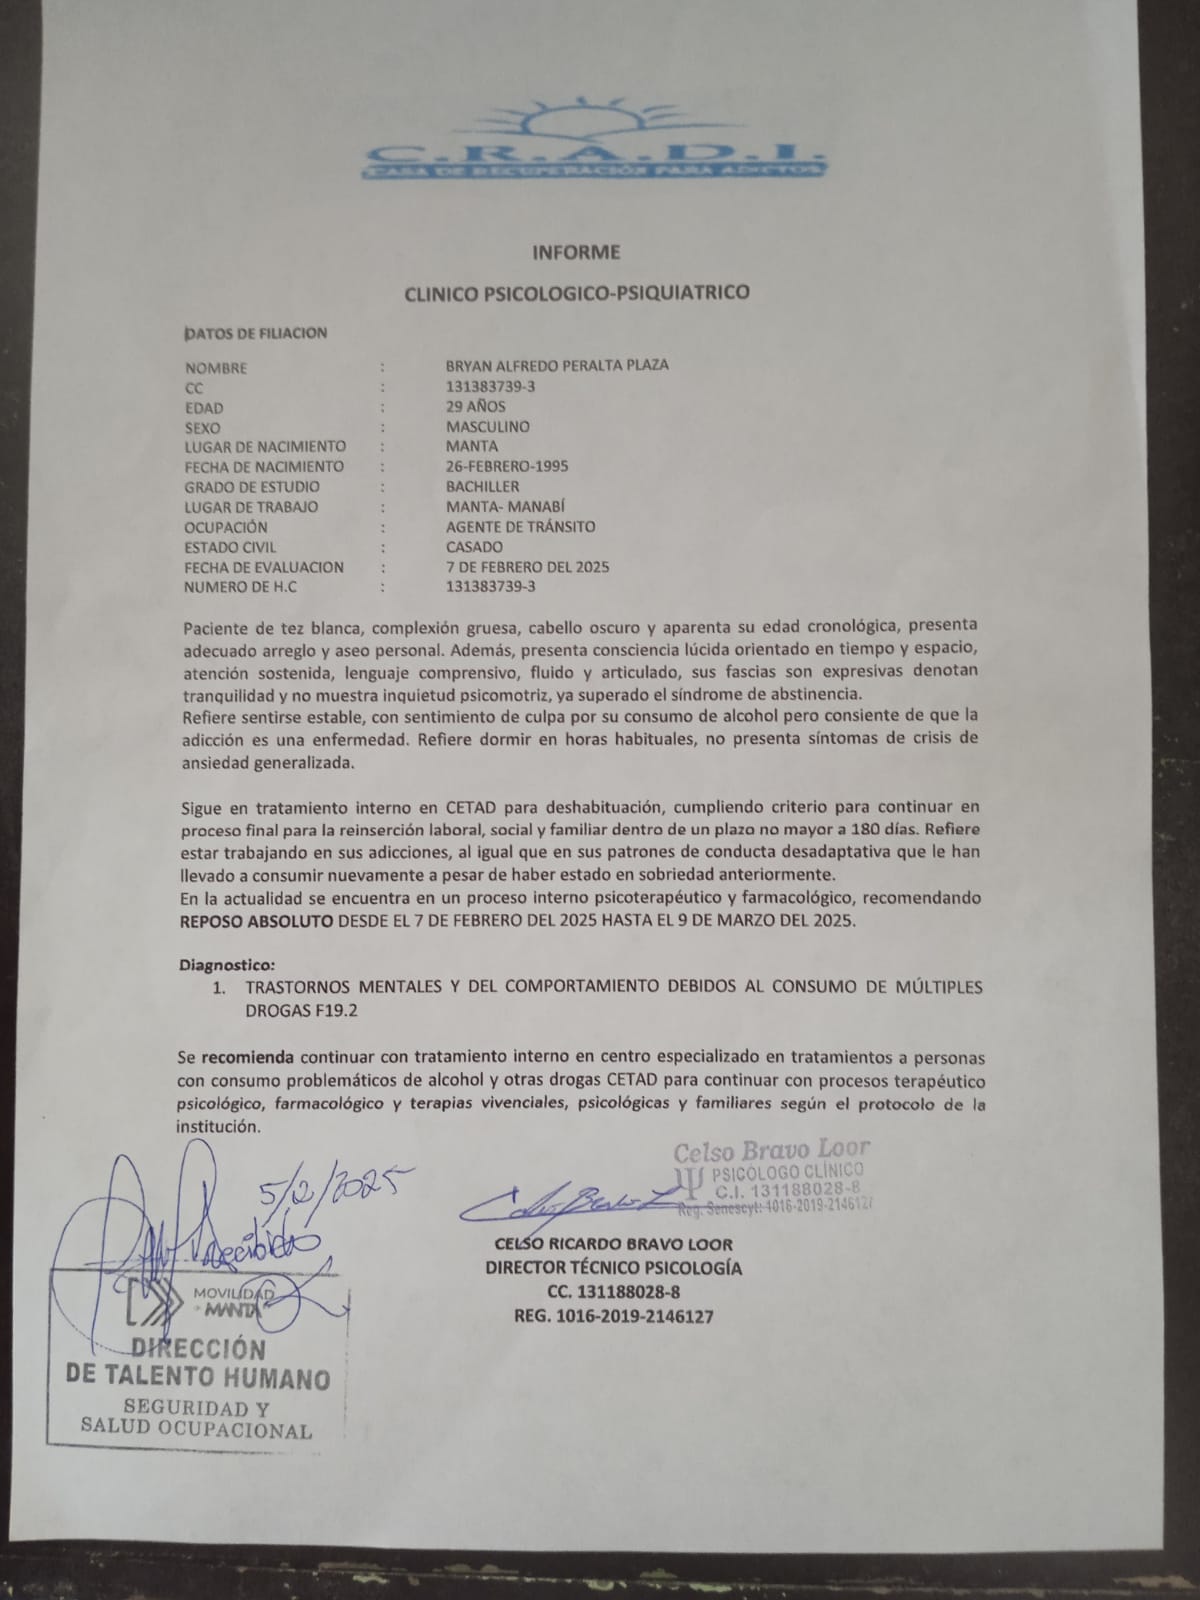 C.R.A.D.I.
CASA DE RECUPERACIÓN PARA ADICTOS
INFORME
CLINICO PSICOLOGICO-PSIQUIATRICO
DATOS DE FILIACION
NOMBRE : BRYAN ALFREDO PERALTA PLAZA
CC : 131383739-3
EDAD : 29 AÑOS
SEXO : MASCULINO
LUGAR DE NACIMIENTO : MANTA
FECHA DE NACIMIENTO : 26-FEBRERO-1995
GRADO DE ESTUDIO : BACHILLER
LUGAR DE TRABAJO : MANTA- MANABÍ
OCUPACIÓN : AGENTE DE TRÁNSITO
ESTADO CIVIL : CASADO
FECHA DE EVALUACION : 7 DE FEBRERO DEL 2025
NUMERO DE H.C : 131383739-3
Paciente de tez blanca, complexión gruesa, cabello oscuro y aparenta su edad cronológica, presenta
adecuado arreglo y aseo personal. Además, presenta consciencia lúcida orientado en tiempo y espacio,
atención sostenida, lenguaje comprensivo, fluido y articulado, sus fascias son expresivas denotan
tranquilidad y no muestra inquietud psicomotriz, ya superado el síndrome de abstinencia.
Refiere sentirse estable, con sentimiento de culpa por su consumo de alcohol pero consiente de que la
adicción es una enfermedad. Refiere dormir en horas habituales, no presenta síntomas de crisis de
ansiedad generalizada.
Sigue en tratamiento interno en CETAD para deshabituación, cumpliendo criterio para continuar en
proceso final para la reinserción laboral, social y familiar dentro de un plazo no mayor a 180 días. Refiere
estar trabajando en sus adicciones, al igual que en sus patrones de conducta desadaptativa que le han
llevado a consumir nuevamente a pesar de haber estado en sobriedad anteriormente.
En la actualidad se encuentra en un proceso interno psicoterapéutico y farmacológico, recomendando
REPOSO ABSOLUTO DESDE EL 7 DE FEBRERO DEL 2025 HASTA EL 9 DE MARZO DEL 2025.
Diagnostico:
1. TRASTORNOS MENTALES Y DEL COMPORTAMIENTO DEBIDOS AL CONSUMO DE MÚLTIPLES
DROGAS F19.2
Se recomienda continuar con tratamiento interno en centro especializado en tratamientos a personas
con consumo problemáticos de alcohol y otras drogas CETAD para continuar con procesos terapéutico
psicológico, farmacológico y terapias vivenciales, psicológicas y familiares según el protocolo de la
institución.
Celso Bravo Loor
PSICÓLOGO CLÍNICO
C.I. 131188028-8
Reg. Senescyt: 1016-2019-2146127
CELSO RICARDO BRAVO LOOR
DIRECTOR TÉCNICO PSICOLOGÍA
CC. 131188028-8
REG. 1016-2019-2146127
5/2/2025
Recibido
MOVILIDAD
MANTA
DIRECCIÓN
DE TALENTO HUMANO
SEGURIDAD Y
SALUD OCUPACIONAL